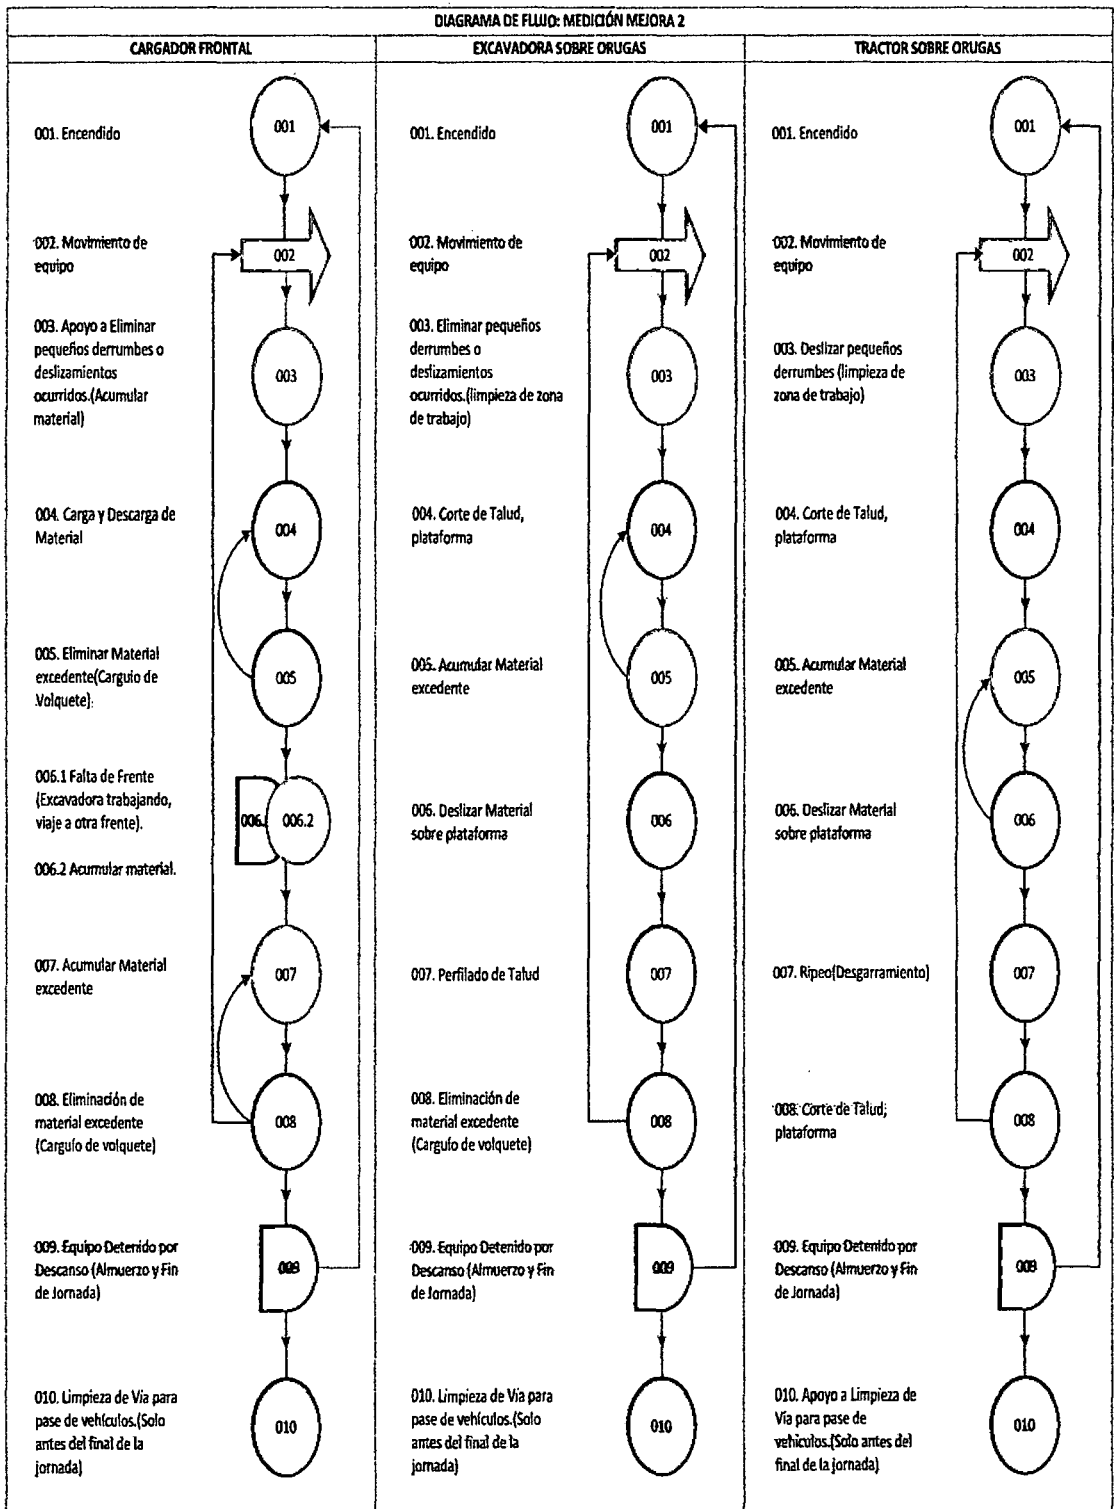 DIAGRAMA DE FLUJO: MEDICIÓN MEJORA 2
CARGADOR FRONTAL
001. Encendido
001
002. Movimiento de
equipo
002
003. Apoyo a Eliminar
pequeños derrumbes o
deslizamientos
ocurridos.(Acumular
material)
003
004. Carga y Descarga de
Material
004
005. Eliminar Material
excedente(Carguio de
Volquete).
005
006.1 Falta de Frente
(Excavadora trabajando,
viaje a otra frente).
006.2 Acumular material.
006.
006.2
007. Acumular Material
excedente
007
008. Eliminación de
material excedente
(Carguío de volquete)
008
009. Equipo Detenido por
Descanso (Almuerzo y Fin
de Jornada)
009
010. Limpieza de Vía para
pase de vehículos.(Solo
antes del final de la
jornada)
010
EXCAVADORA SOBRE ORUGAS
001. Encendido
001
002. Movimiento de
equipo
002
003. Eliminar pequeños
derrumbes o
deslizamientos
ocurridos.(limpieza de zona
de trabajo)
003
004. Corte de Talud,
plataforma
004
005. Acumular Material
excedente
005
006. Deslizar Material
sobre plataforma
006
007. Perfilado de Talud
007
008. Eliminación de
material excedente
(Carguío de volquete)
008
009. Equipo Detenido por
Descanso (Almuerzo y Fin
de Jornada)
009
010. Limpieza de Vía para
pase de vehículos.(Solo
antes del final de la
jornada)
010
TRACTOR SOBRE ORUGAS
001. Encendido
001
002. Movimiento de
equipo
002
003. Deslizar pequeños
derrumbes (limpieza de
zona de trabajo)
003
004. Corte de Talud,
plataforma
004
005. Acumular Material
excedente
005
006. Deslizar Material
sobre plataforma
006
007. Ripeo(Desgarramiento)
007
008. Corte de Talud,
plataforma
008
009. Equipo Detenido por
Descanso (Almuerzo y Fin
de Jornada)
009
010. Apoyo a Limpieza de
Vía para pase de
vehiculos.(Solo antes del
final de la jornada)
010